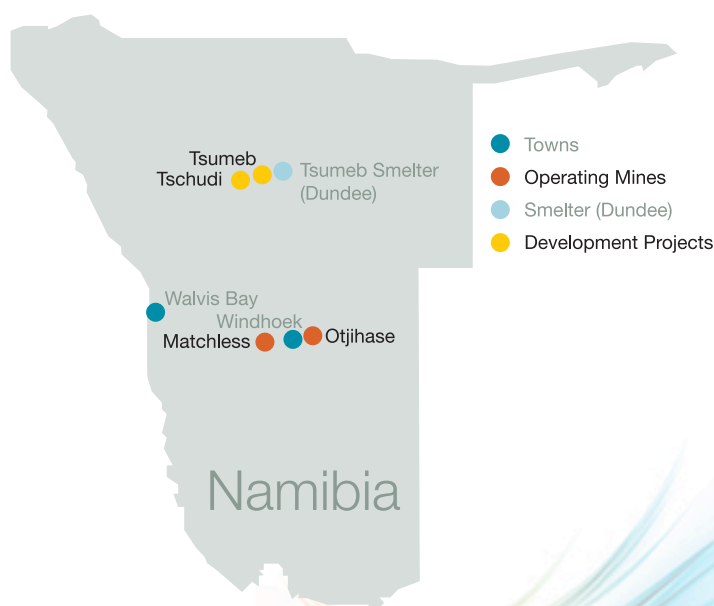 Tsumeb
Tschudi
Tsumeb Smelter
(Dundee)
Towns
Operating Mines
Smelter (Dundee)
Development Projects
Walvis Bay
Windhoek
Matchless
Otjihase
Namibia